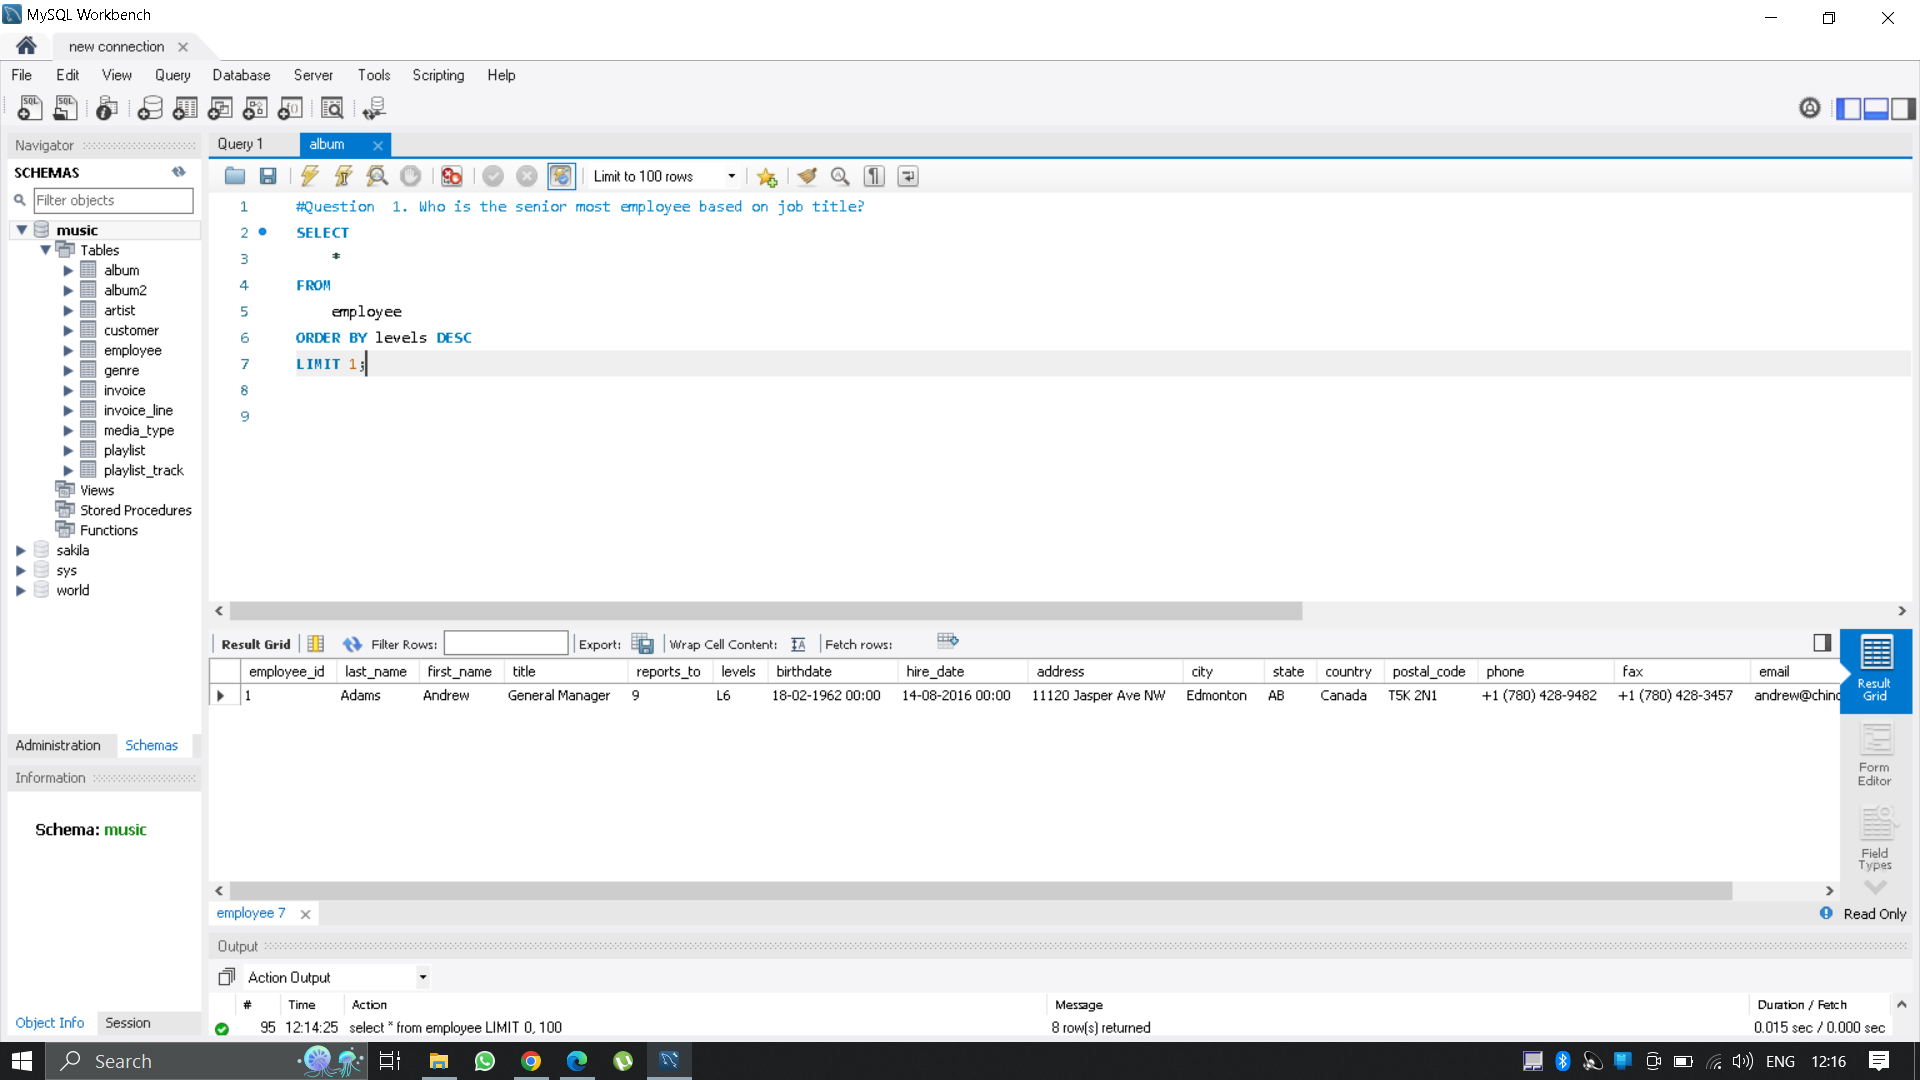 MySQL Workbench
new connection
File Edit View Query Database Server Tools Scripting Help
Navigator
SCHEMAS
Filter objects
music
Tables
album
album2
artist
customer
employee
genre
invoice
invoice_line
media_type
playlist
playlist_track
Views
Stored Procedures
Functions
sakila
sys
world
Administration Schemas
Information
Schema: music
Object Info Session
Query 1 album
Limit to 100 rows
1 #Question  1. Who is the senior most employee based on job title?
2 SELECT
3 *
4 FROM
5 employee
6 ORDER BY levels DESC
7 LIMIT 1;
8
9
Result Grid Filter Rows: Export: Wrap Cell Content: Fetch rows:
employee_id last_name first_name title reports_to levels birthdate hire_date address city state country postal_code phone fax email
1 Adams Andrew General Manager 9 L6 18-02-1962 00:00 14-08-2016 00:00 11120 Jasper Ave NW Edmonton AB Canada T5K 2N1 +1 (780) 428-9482 +1 (780) 428-3457 andrew@chino
Result
Grid
Form
Editor
Field
Types
employee 7
Read Only
Output
Action Output
# Time Action Message Duration / Fetch
95 12:14:25 select * from employee LIMIT 0, 100 8 row(s) returned 0.015 sec / 0.000 sec
Search
ENG 12:16